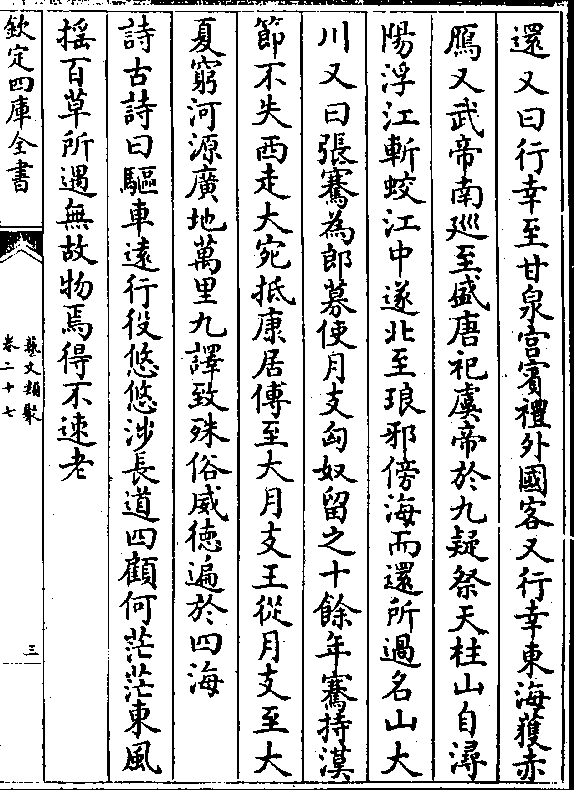 還又曰行幸至甘泉宫賓禮外國客又行幸東海獲赤
鴈又武帝南廵至盛唐祀虞帝於九疑祭天柱山自潯
陽浮江斬蛟江中遂北至琅邪傍海而還所過名山大
川又曰張騫為郎募使月支匈奴留之十餘年騫持漢
節不失西走大宛抵康居傳至大月支王從月支至大
夏窮河源廣地萬里九譯致殊俗威徳遍於四海
詩古詩曰驅車逺行役悠悠涉長道四顧何茫茫東風
揺百草所遇無故物焉得不速老
欽定四庫全書
藝文類聚
卷二十七
三